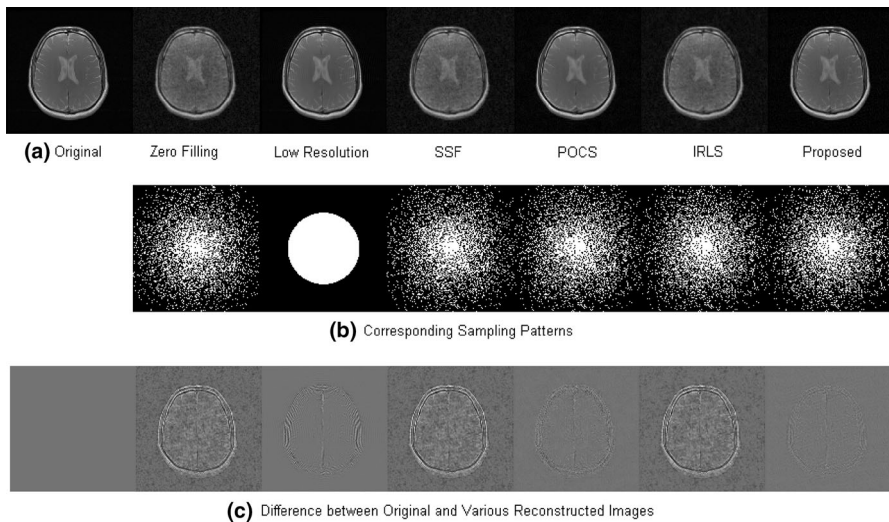 (a) Original Zero Filling Low Resolution SSF POCS IRLS Proposed
(b) Corresponding Sampling Patterns
(c) Difference between Original and Various Reconstructed Images